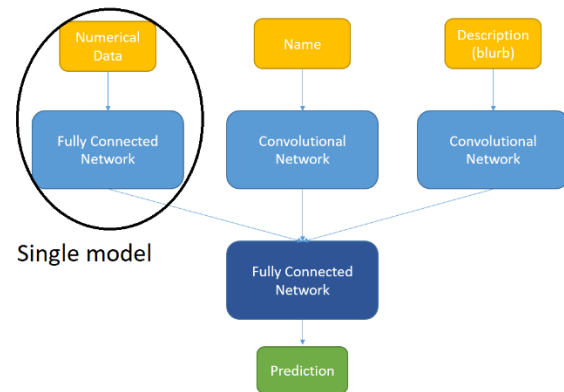 Numerical
Data
Name
Description
(blurb)
Fully Connected
Network
Convolutional
Network
Convolutional
Network
Single model
Fully Connected
Network
Prediction